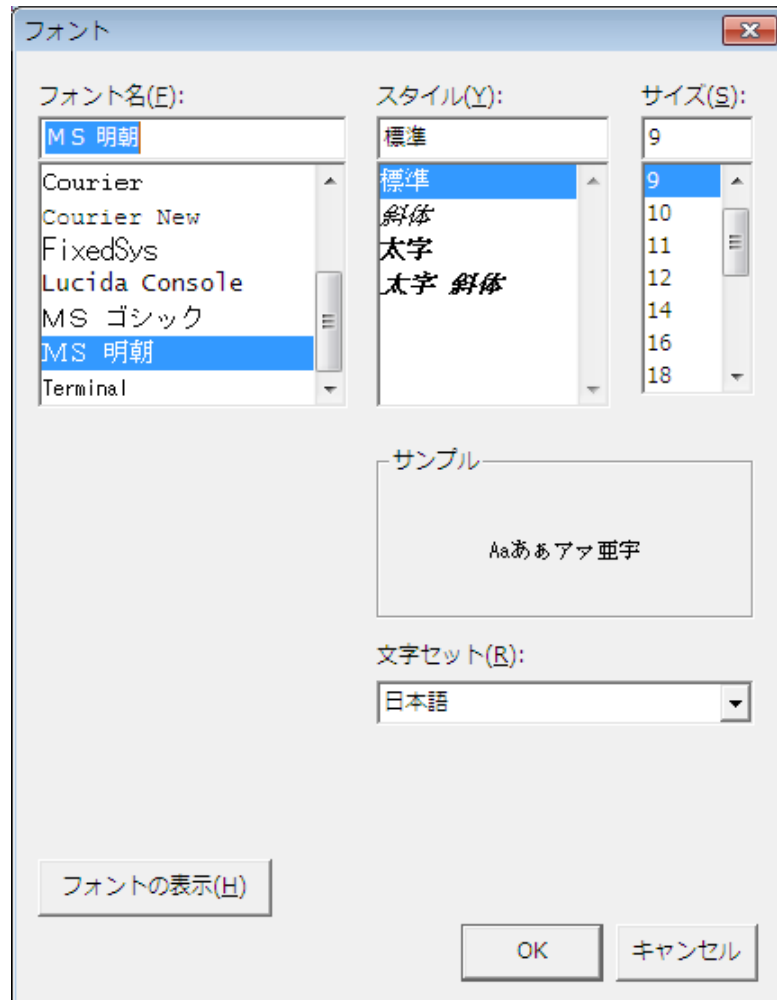 フォント
フォント名(F):
ＭＳ 明朝
Courier
Courier New
FixedSys
Lucida Console
ＭＳ ゴシック
ＭＳ 明朝
Terminal
スタイル(Y):
標準
標準
斜体
太字
太字 斜体
サイズ(S):
9
9
10
11
12
14
16
18
サンプル
Aaあぁアァ亜宇
文字セット(R):
日本語
フォントの表示(H)
OK
キャンセル